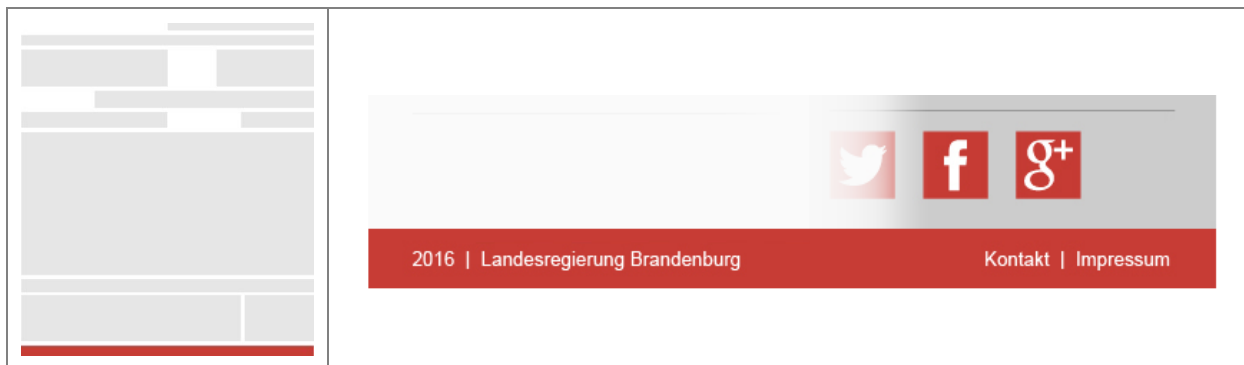 g+
2016 | Landesregierung Brandenburg
Kontakt | Impressum